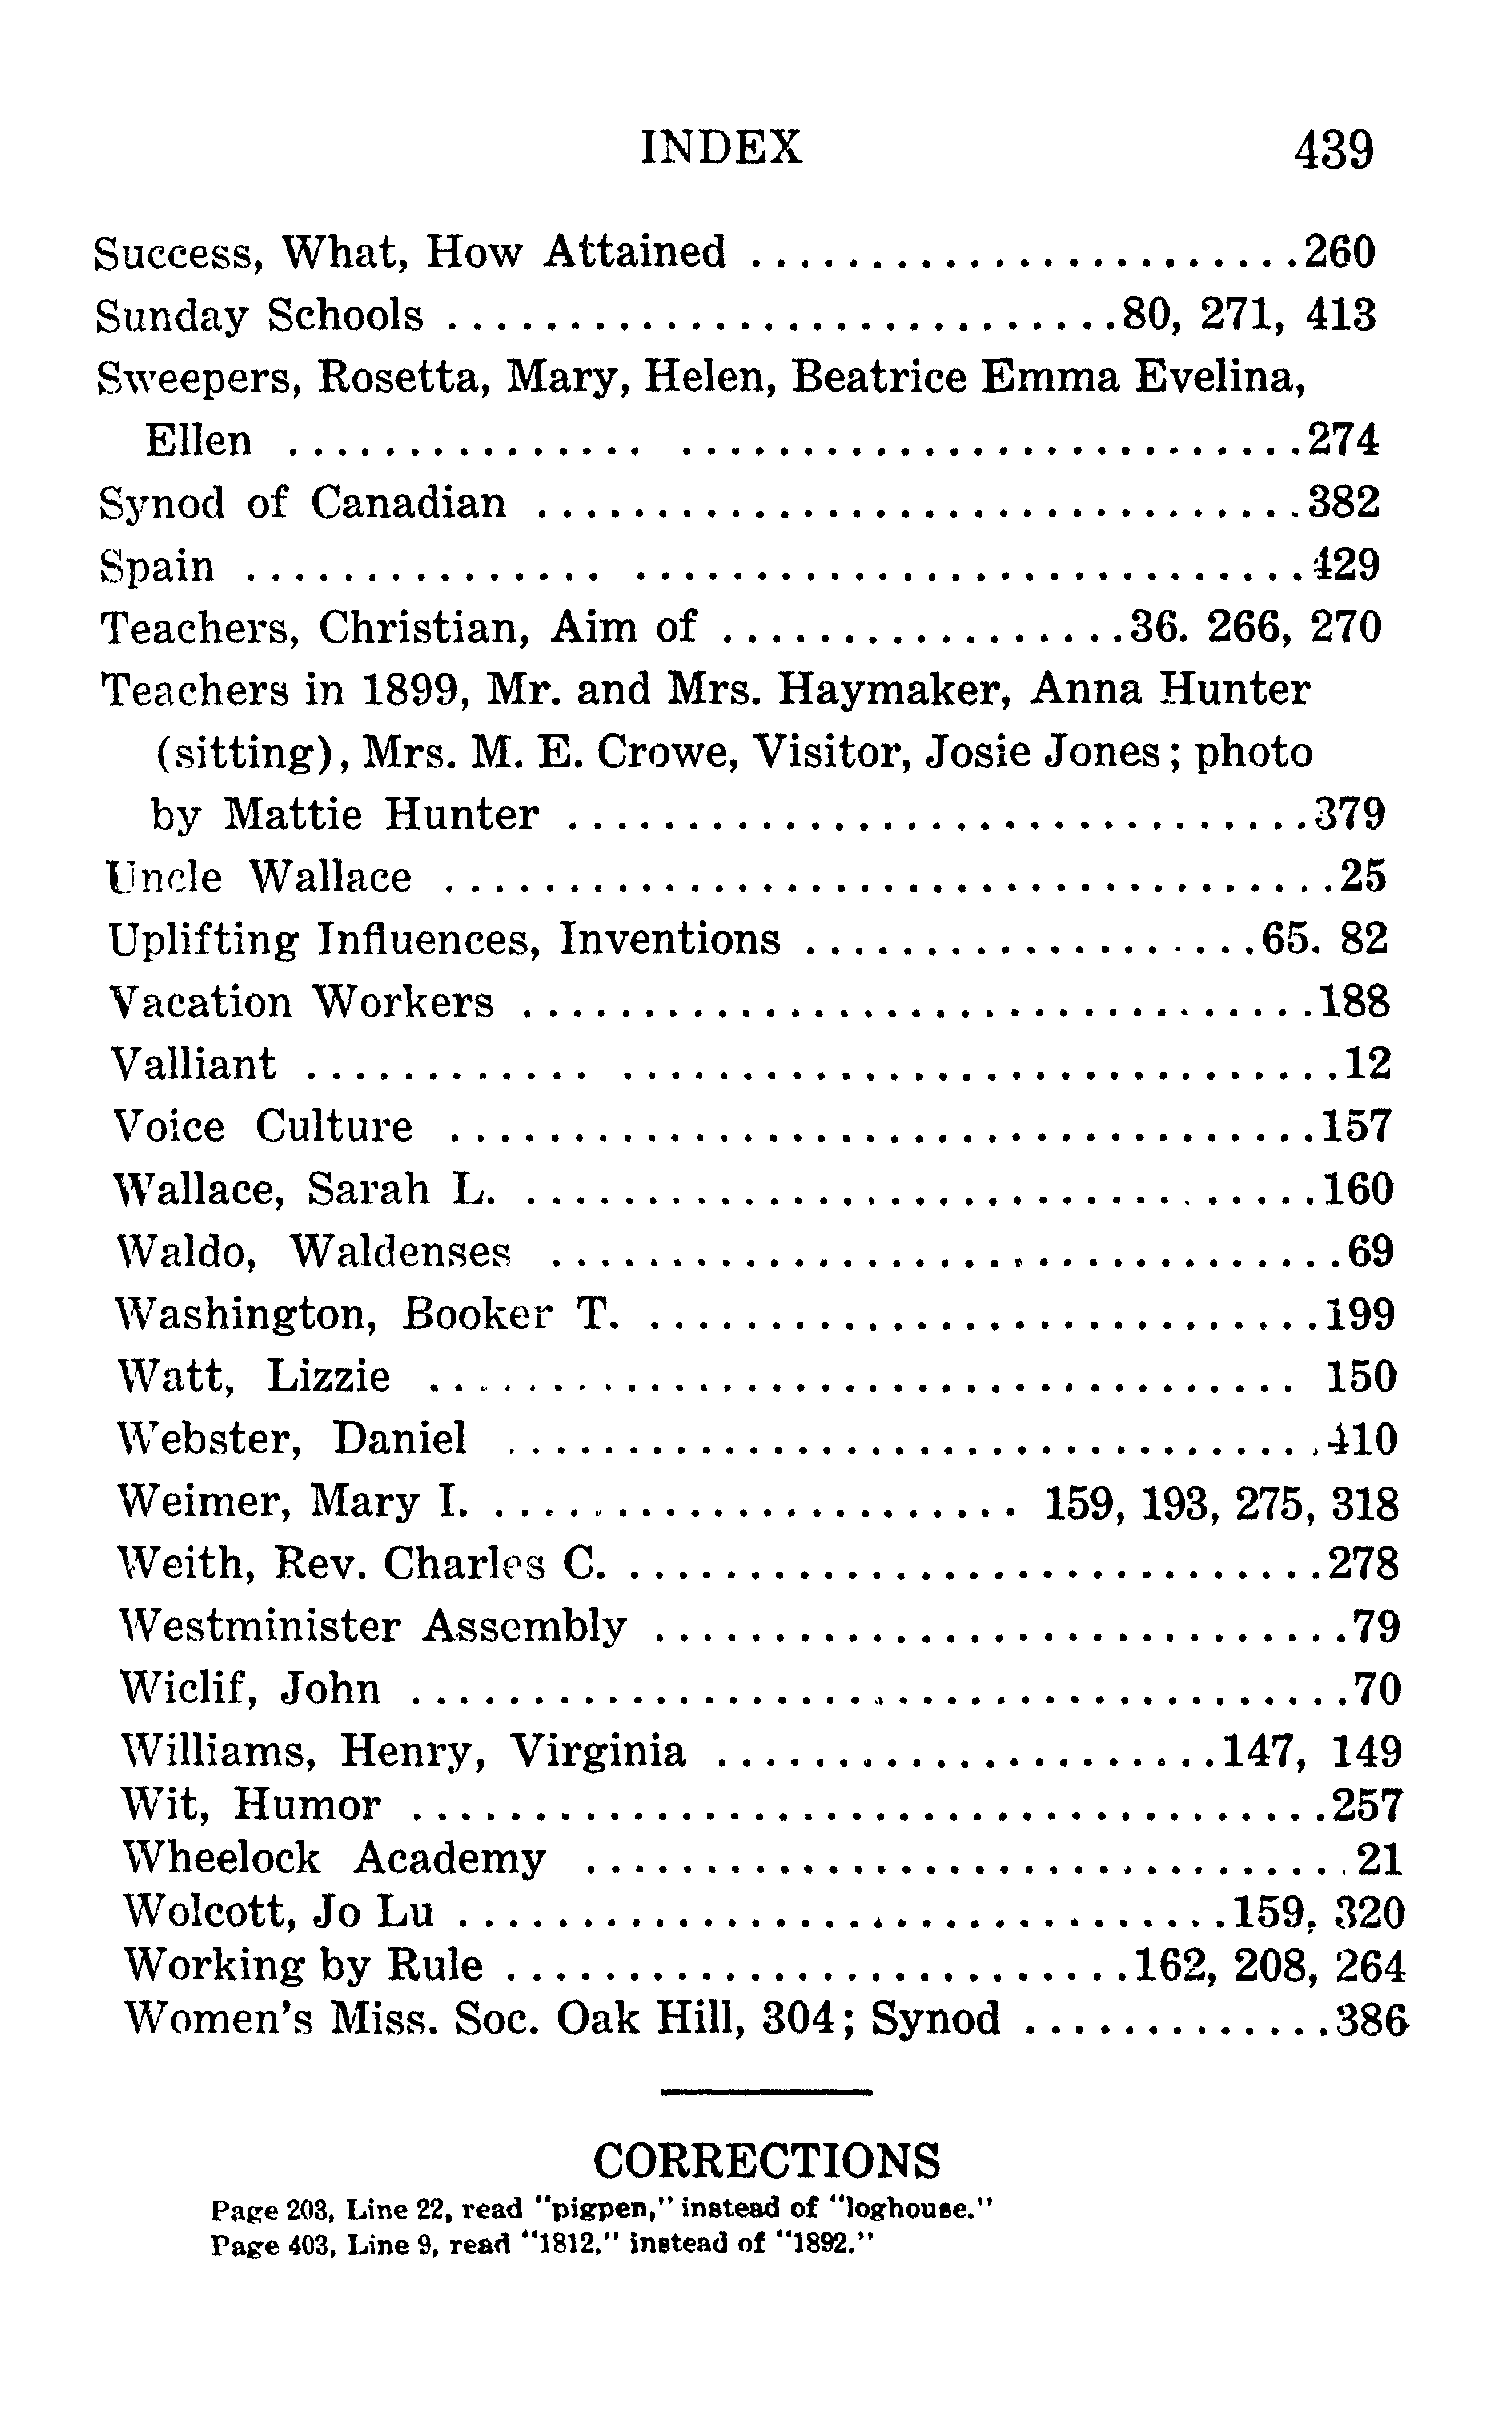 INDEX 439
Success, What, How Attained .......................260
Sunday Schools ............................80, 271, 413
Sweepers, Rosetta, Mary, Helen, Beatrice Emma Evelina,
Ellen ............... ..........................274
Synod of Canadian ................................382
Spain ............... ............................429
Teachers, Christian, Aim of .................36. 266, 270
Teachers in 1899, Mr. and Mrs. Haymaker, Anna Hunter
(sitting), Mrs. M. E. Crowe, Visitor, Josie Jones; photo
by Mattie Hunter ...............................379
Uncle Wallace .....................................25
Uplifting Influences, Inventions ...................65. 82
Vacation Workers .................................188
Valliant ............ ..............................12
Voice Culture ....................................157
Wallace, Sarah L. .................................160
Waldo, Waldenses .................................69
Washington, Booker T. ............................199
Watt, Lizzie .................................... 150
Webster, Daniel ..................................410
Weimer, Mary I. ...................... 159, 193, 275, 318
Weith, Rev. Charles C. .............................278
Westminister Assembly .............................79
Wiclif, John .......................................70
Williams, Henry, Virginia .....................147, 149
Wit, Humor ......................................257
Wheelock Academy ................................21
Wolcott, Jo Lu ................................159, 320
Working by Rule ..........................162, 208, 264
Women's Miss. Soc. Oak Hill, 304; Synod .............386
CORRECTIONS
Page 203, Line 22, read "pigpen," instead of "loghouse."
Page 403, Line 9, read "1812," instead of "1892."